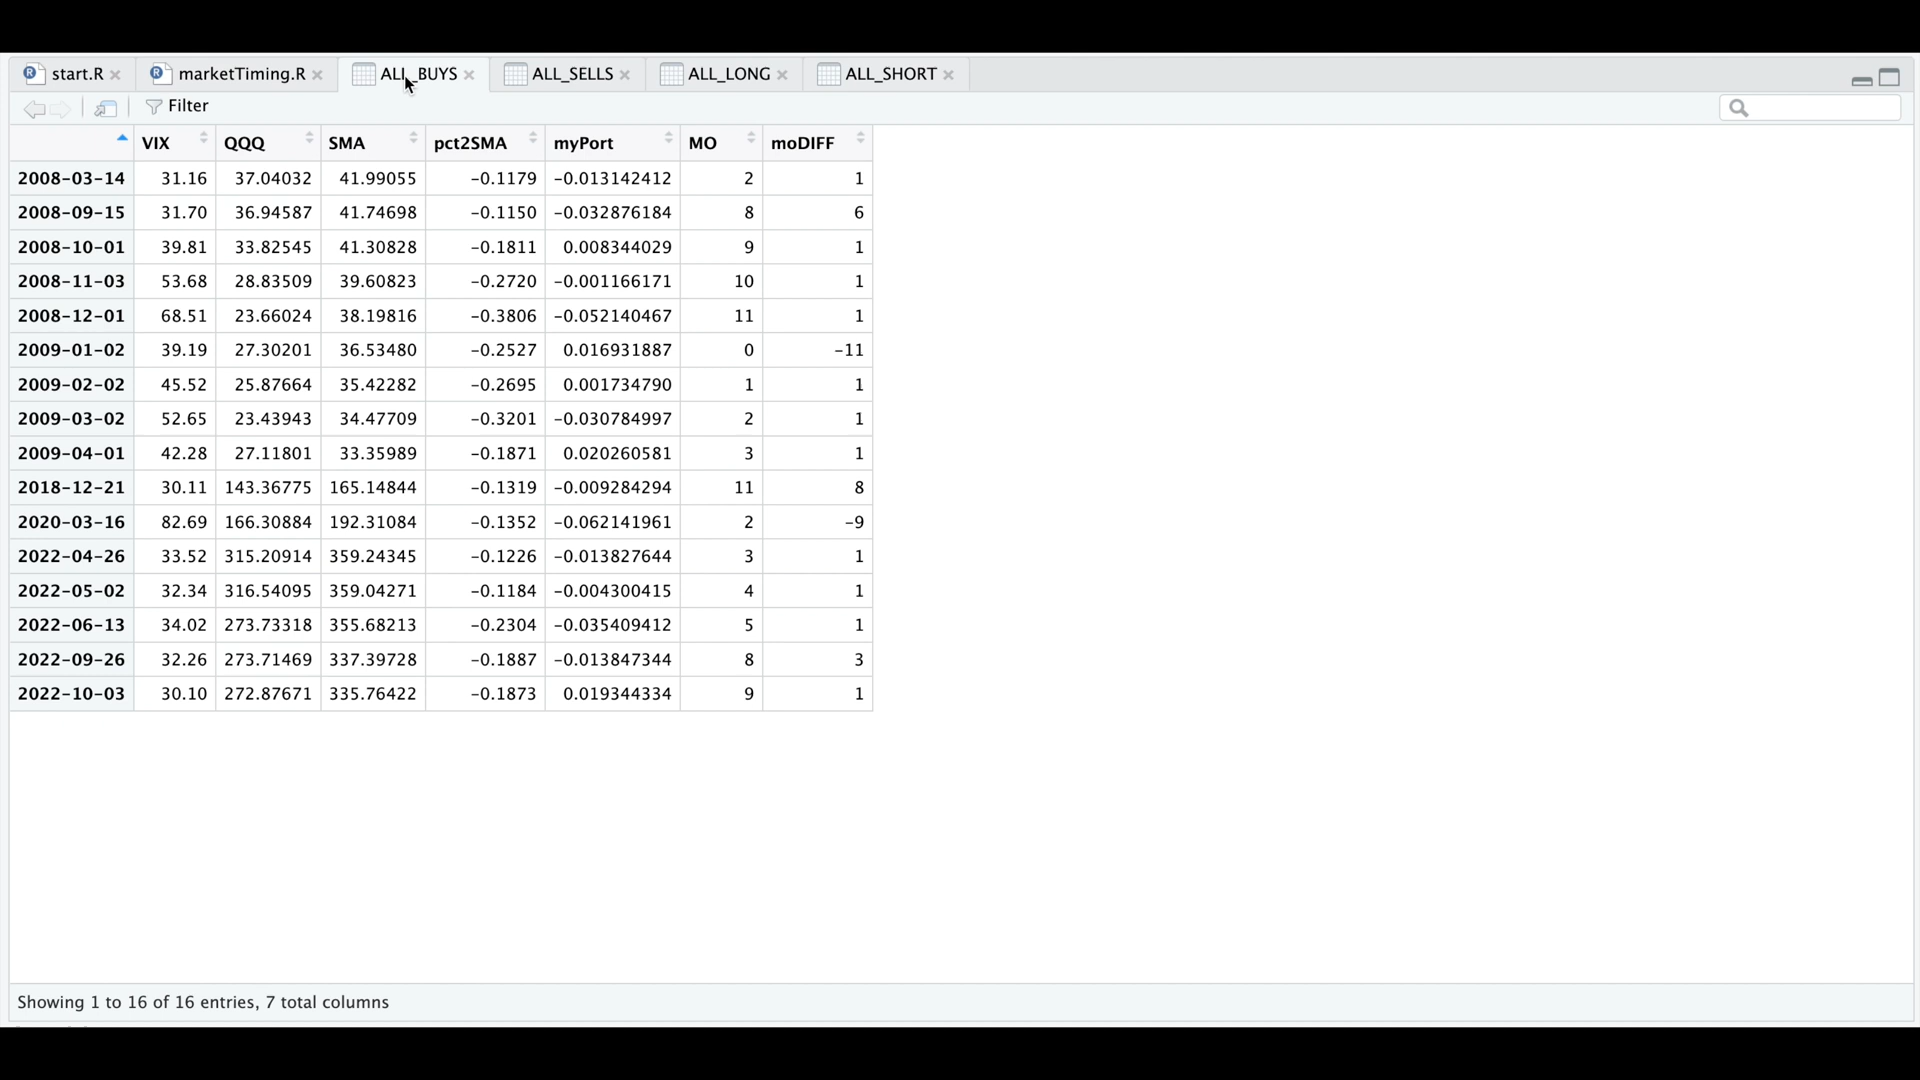 start.R marketTiming.R ALL_BUYS ALL_SELLS ALL_LONG ALL_SHORT
Filter
VIX QQQ SMA pct2SMA myPort MO moDIFF
2008-03-14 31.16 37.04032 41.99055 -0.1179 -0.013142412 2 1
2008-09-15 31.70 36.94587 41.74698 -0.1150 -0.032876184 8 6
2008-10-01 39.81 33.82545 41.30828 -0.1811 0.008344029 9 1
2008-11-03 53.68 28.83509 39.60823 -0.2720 -0.001166171 10 1
2008-12-01 68.51 23.66024 38.19816 -0.3806 -0.052140467 11 1
2009-01-02 39.19 27.30201 36.53480 -0.2527 0.016931887 0 -11
2009-02-02 45.52 25.87664 35.42282 -0.2695 0.001734790 1 1
2009-03-02 52.65 23.43943 34.47709 -0.3201 -0.030784997 2 1
2009-04-01 42.28 27.11801 33.35989 -0.1871 0.020260581 3 1
2018-12-21 30.11 143.36775 165.14844 -0.1319 -0.009284294 11 8
2020-03-16 82.69 166.30884 192.31084 -0.1352 -0.062141961 2 -9
2022-04-26 33.52 315.20914 359.24345 -0.1226 -0.013827644 3 1
2022-05-02 32.34 316.54095 359.04271 -0.1184 -0.004300415 4 1
2022-06-13 34.02 273.73318 355.68213 -0.2304 -0.035409412 5 1
2022-09-26 32.26 273.71469 337.39728 -0.1887 -0.013847344 8 3
2022-10-03 30.10 272.87671 335.76422 -0.1873 0.019344334 9 1
Showing 1 to 16 of 16 entries, 7 total columns